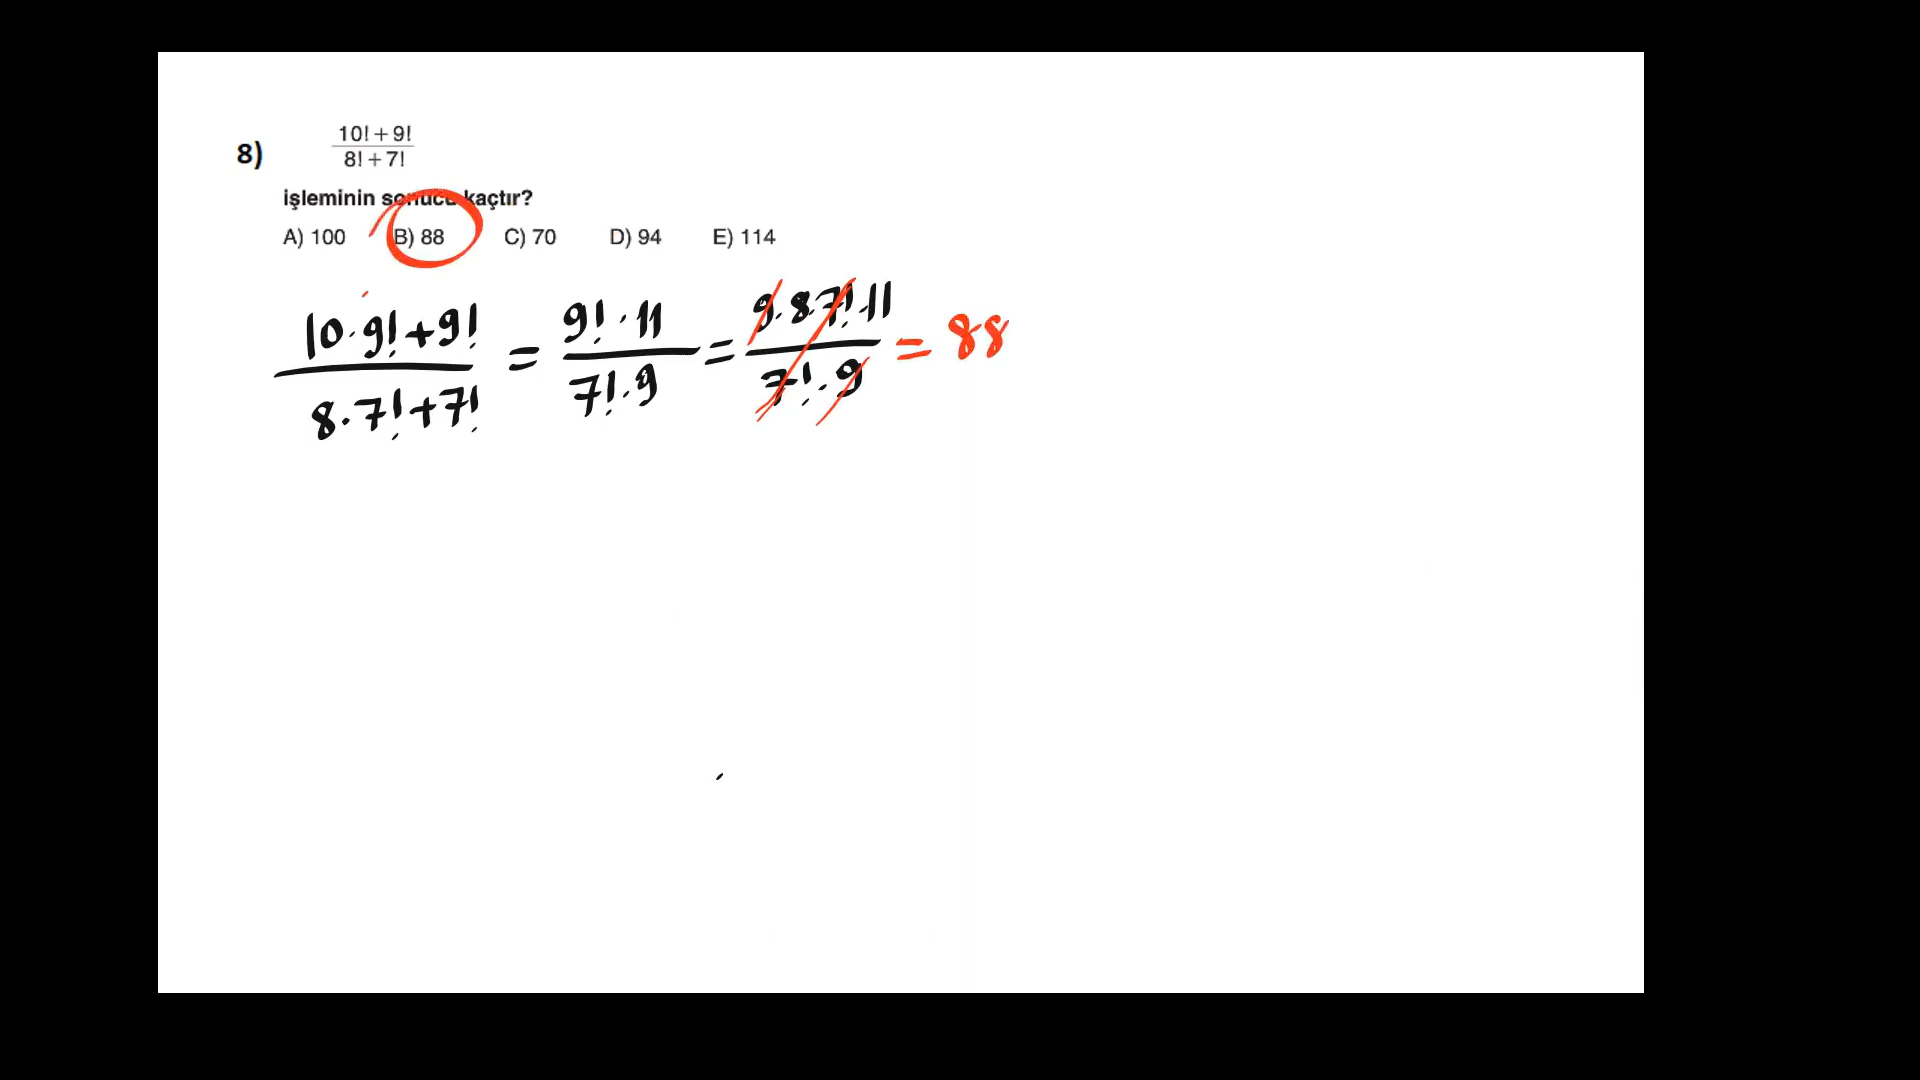 8)
10! + 9!
8! + 7!
işleminin sonucu kaçtır?
A) 100 B) 88 C) 70 D) 94 E) 114
10·9!+9! = 9!·11 = 9·8·7!·11 = 88
8·7!+7! 7!·9 7!·9